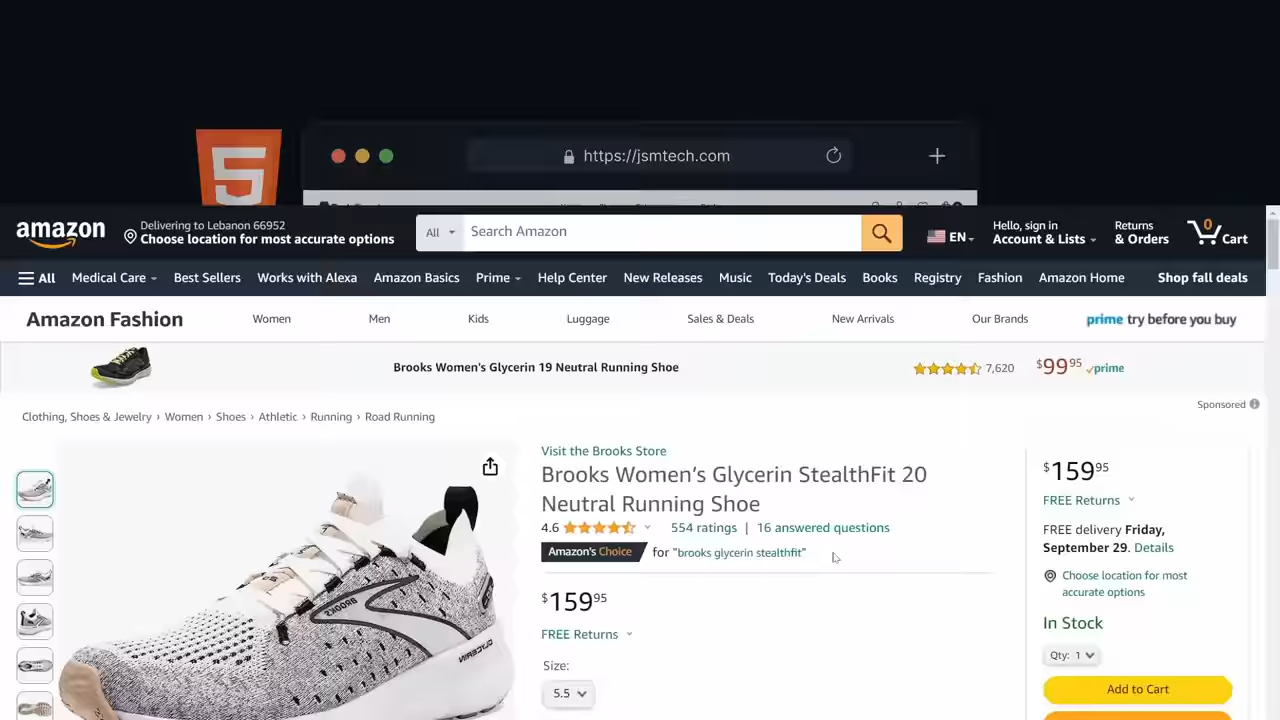 5
https://jsmtech.com
amazon
Delivering to Lebanon 66952
Choose location for most accurate options
All
Search Amazon
EN
Hello, sign in
Account & Lists
Returns
& Orders
0
Cart
All
Medical Care
Best Sellers
Works with Alexa
Amazon Basics
Prime
Help Center
New Releases
Music
Today's Deals
Books
Registry
Fashion
Amazon Home
Shop fall deals
Amazon Fashion
Women
Men
Kids
Luggage
Sales & Deals
New Arrivals
Our Brands
prime try before you buy
Brooks Women's Glycerin 19 Neutral Running Shoe
7,620
$99 95
prime
Sponsored
Clothing, Shoes & Jewelry › Women › Shoes › Athletic › Running › Road Running
Visit the Brooks Store
Brooks Women's Glycerin StealthFit 20
Neutral Running Shoe
4.6
554 ratings | 16 answered questions
Amazon's Choice for "brooks glycerin stealthfit"
$159 95
FREE Returns
Size:
5.5
BROOKS
GLYCERIN
$159 95
FREE Returns
FREE delivery Friday,
September 29. Details
Choose location for most
accurate options
In Stock
Qty: 1
Add to Cart